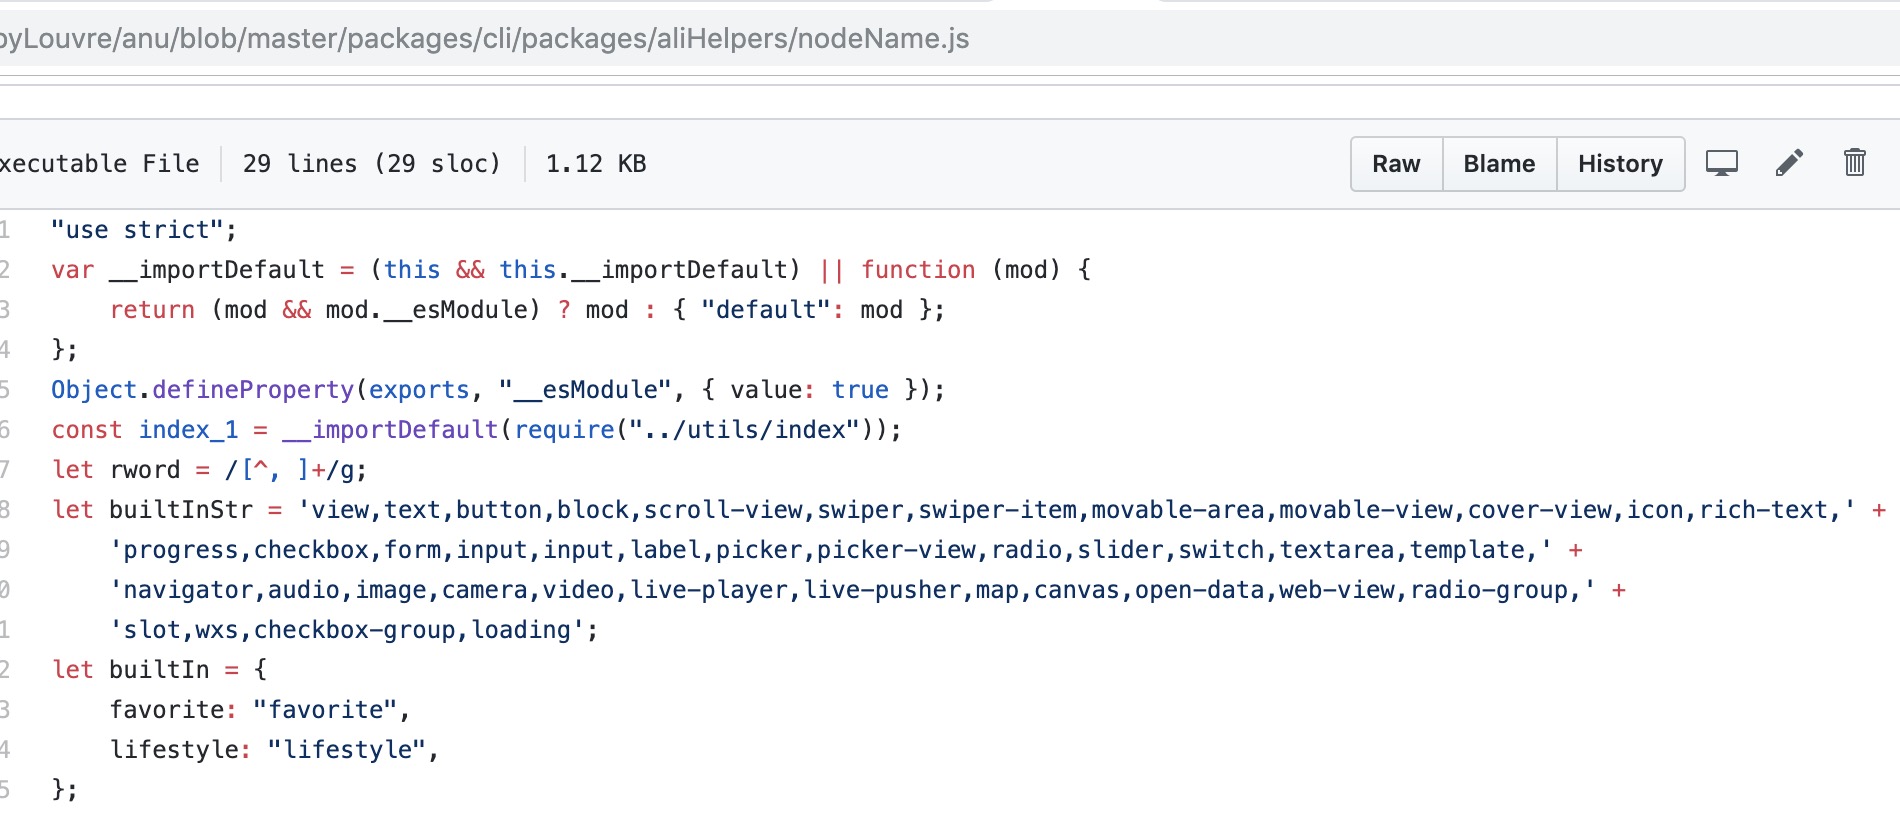 byLouvre/anu/blob/master/packages/cli/packages/aliHelpers/nodeName.js
xecutable File 29 lines (29 sloc) 1.12 KB Raw Blame History
1 "use strict";
2 var __importDefault = (this && this.__importDefault) || function (mod) {
3     return (mod && mod.__esModule) ? mod : { "default": mod };
4 };
5 Object.defineProperty(exports, "__esModule", { value: true });
6 const index_1 = __importDefault(require("../utils/index"));
7 let rword = /[^, ]+/g;
8 let builtInStr = 'view,text,button,block,scroll-view,swiper,swiper-item,movable-area,movable-view,cover-view,icon,rich-text,' +
9     'progress,checkbox,form,input,input,label,picker,picker-view,radio,slider,switch,textarea,template,' +
0     'navigator,audio,image,camera,video,live-player,live-pusher,map,canvas,open-data,web-view,radio-group,' +
1     'slot,wxs,checkbox-group,loading';
2 let builtIn = {
3     favorite: "favorite",
4     lifestyle: "lifestyle",
5 };